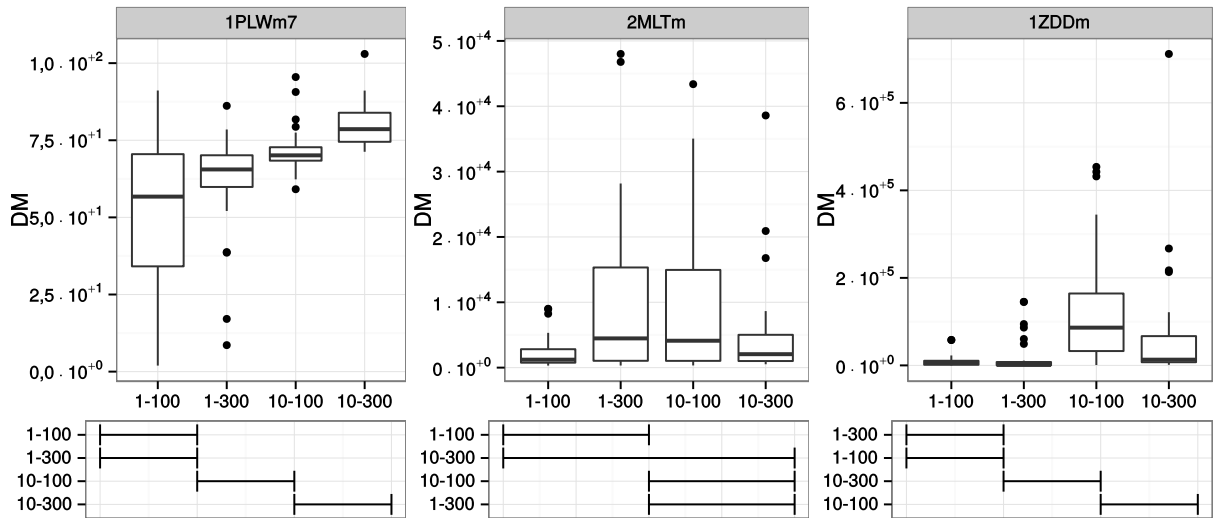 1PLWm7
2MLTm
1ZDDm
DM
1,0 . 10+2
7,5 . 10+1
5,0 . 10+1
2,5 . 10+1
0,0 . 10+0
1-100 1-300 10-100 10-300
DM
5 . 10+4
4 . 10+4
3 . 10+4
2 . 10+4
1 . 10+4
0 . 10+0
1-100 1-300 10-100 10-300
DM
6 . 10+5
4 . 10+5
2 . 10+5
0 . 10+0
1-100 1-300 10-100 10-300
1-100
1-300
10-100
10-300
1-100
10-300
10-100
1-300
1-300
1-100
10-300
10-100